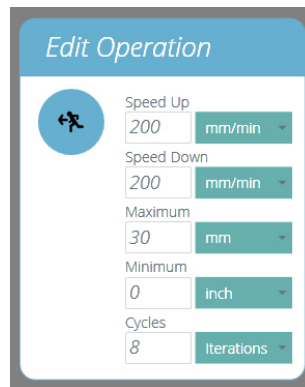 Edit Operation
Speed Up
200 mm/min
Speed Down
200 mm/min
Maximum
30 mm
Minimum
0 inch
Cycles
8 Iterations